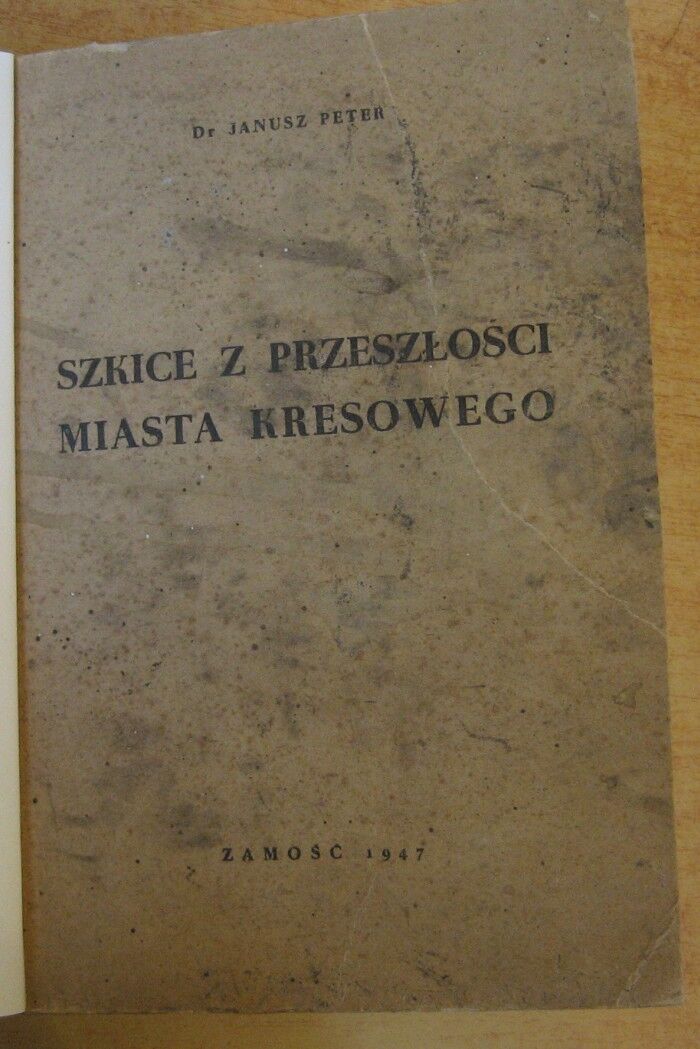 Dr JANUSZ PETER
SZKICE Z PRZESZŁOŚCI
MIASTA KRESOWEGO
ZAMOŚĆ 1947